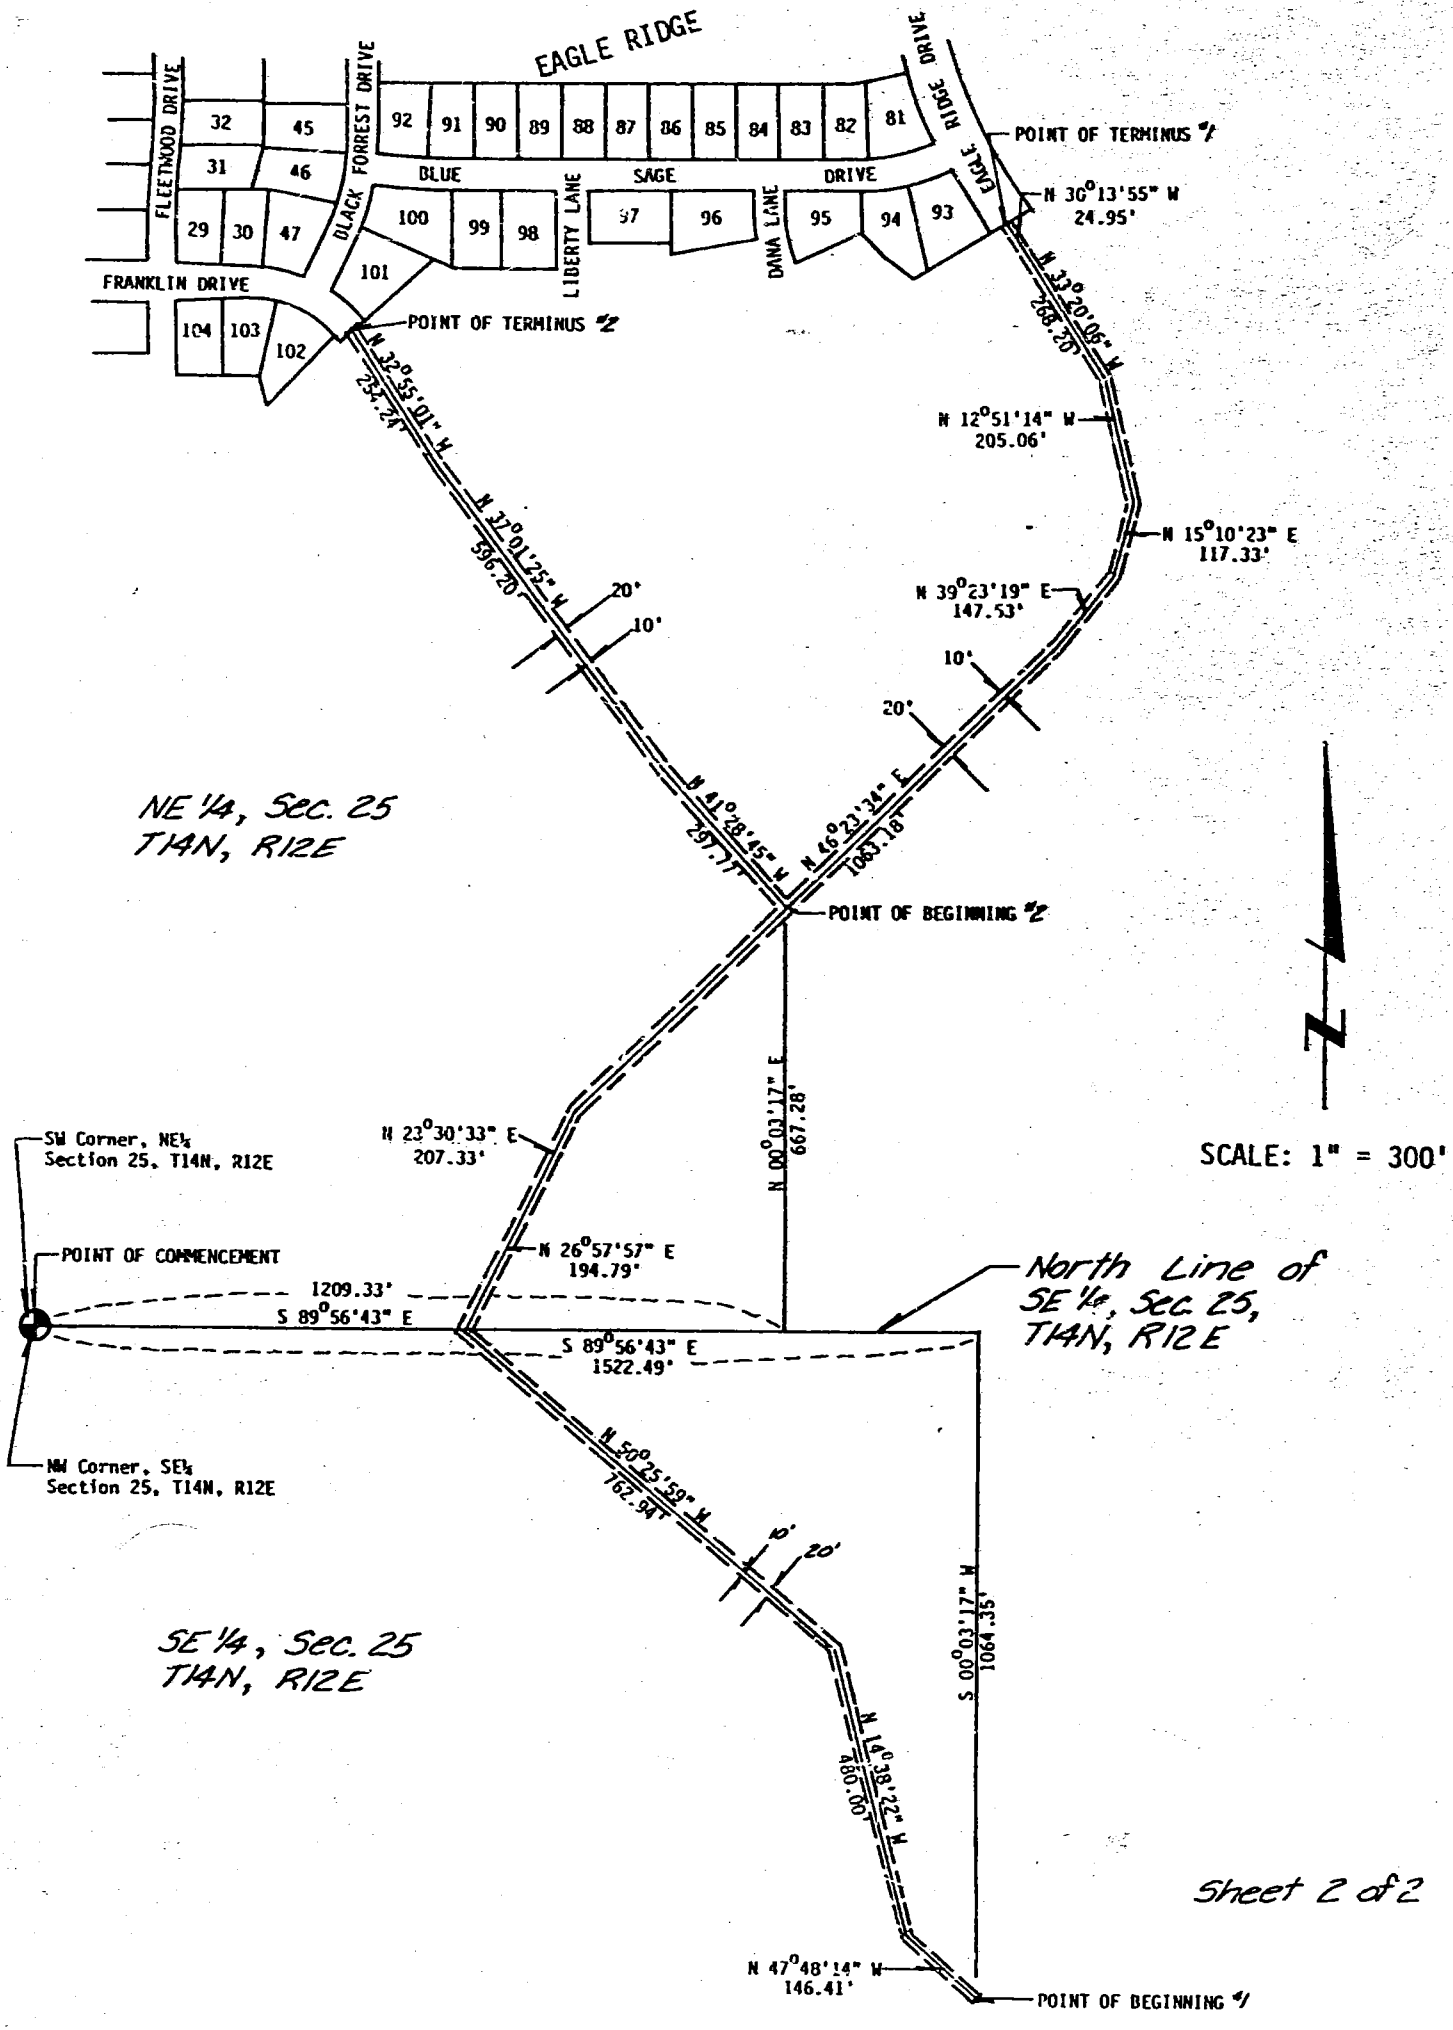 EAGLE RIDGE
FLEETWOOD DRIVE
BLACK FORREST DRIVE
EAGLE RIDGE DRIVE
EAGLE
32
45
92
91
90
89
88
87
86
85
84
83
82
81
POINT OF TERMINUS #1
31
46
BLUE
SAGE
DRIVE
N 30°13'55" W
24.95'
29
30
47
100
99
98
LIBERTY LANE
97
96
DANA LANE
95
94
93
101
FRANKLIN DRIVE
104
103
102
POINT OF TERMINUS #2
N 33°20'06" W
268.20'
N 32°55'01" W
254.24'
N 12°51'14" W
205.06'
N 37°01'25" W
596.20'
N 15°10'23" E
117.33'
20'
10'
N 39°23'19" E
147.53'
10'
20'
NE 1/4, Sec. 25
T14N, R12E
N 41°28'45" W
297.77'
N 46°23'34" E
1063.18'
POINT OF BEGINNING #2
N 00°03'17" E
667.28'
SW Corner, NE¼
Section 25, T14N, R12E
N 23°30'33" E
207.33'
SCALE: 1" = 300'
POINT OF COMMENCEMENT
N 26°57'57" E
194.79'
1209.33'
S 89°56'43" E
North Line of
SE 1/4, Sec. 25,
T14N, R12E
S 89°56'43" E
1522.49'
NW Corner, SE¼
Section 25, T14N, R12E
N 50°25'59" W
762.94'
10'
20'
S 00°03'17" W
1064.35'
SE 1/4, Sec. 25
T14N, R12E
N 14°38'22" W
480.00'
Sheet 2 of 2
N 47°48'14" W
146.41'
POINT OF BEGINNING #1
N